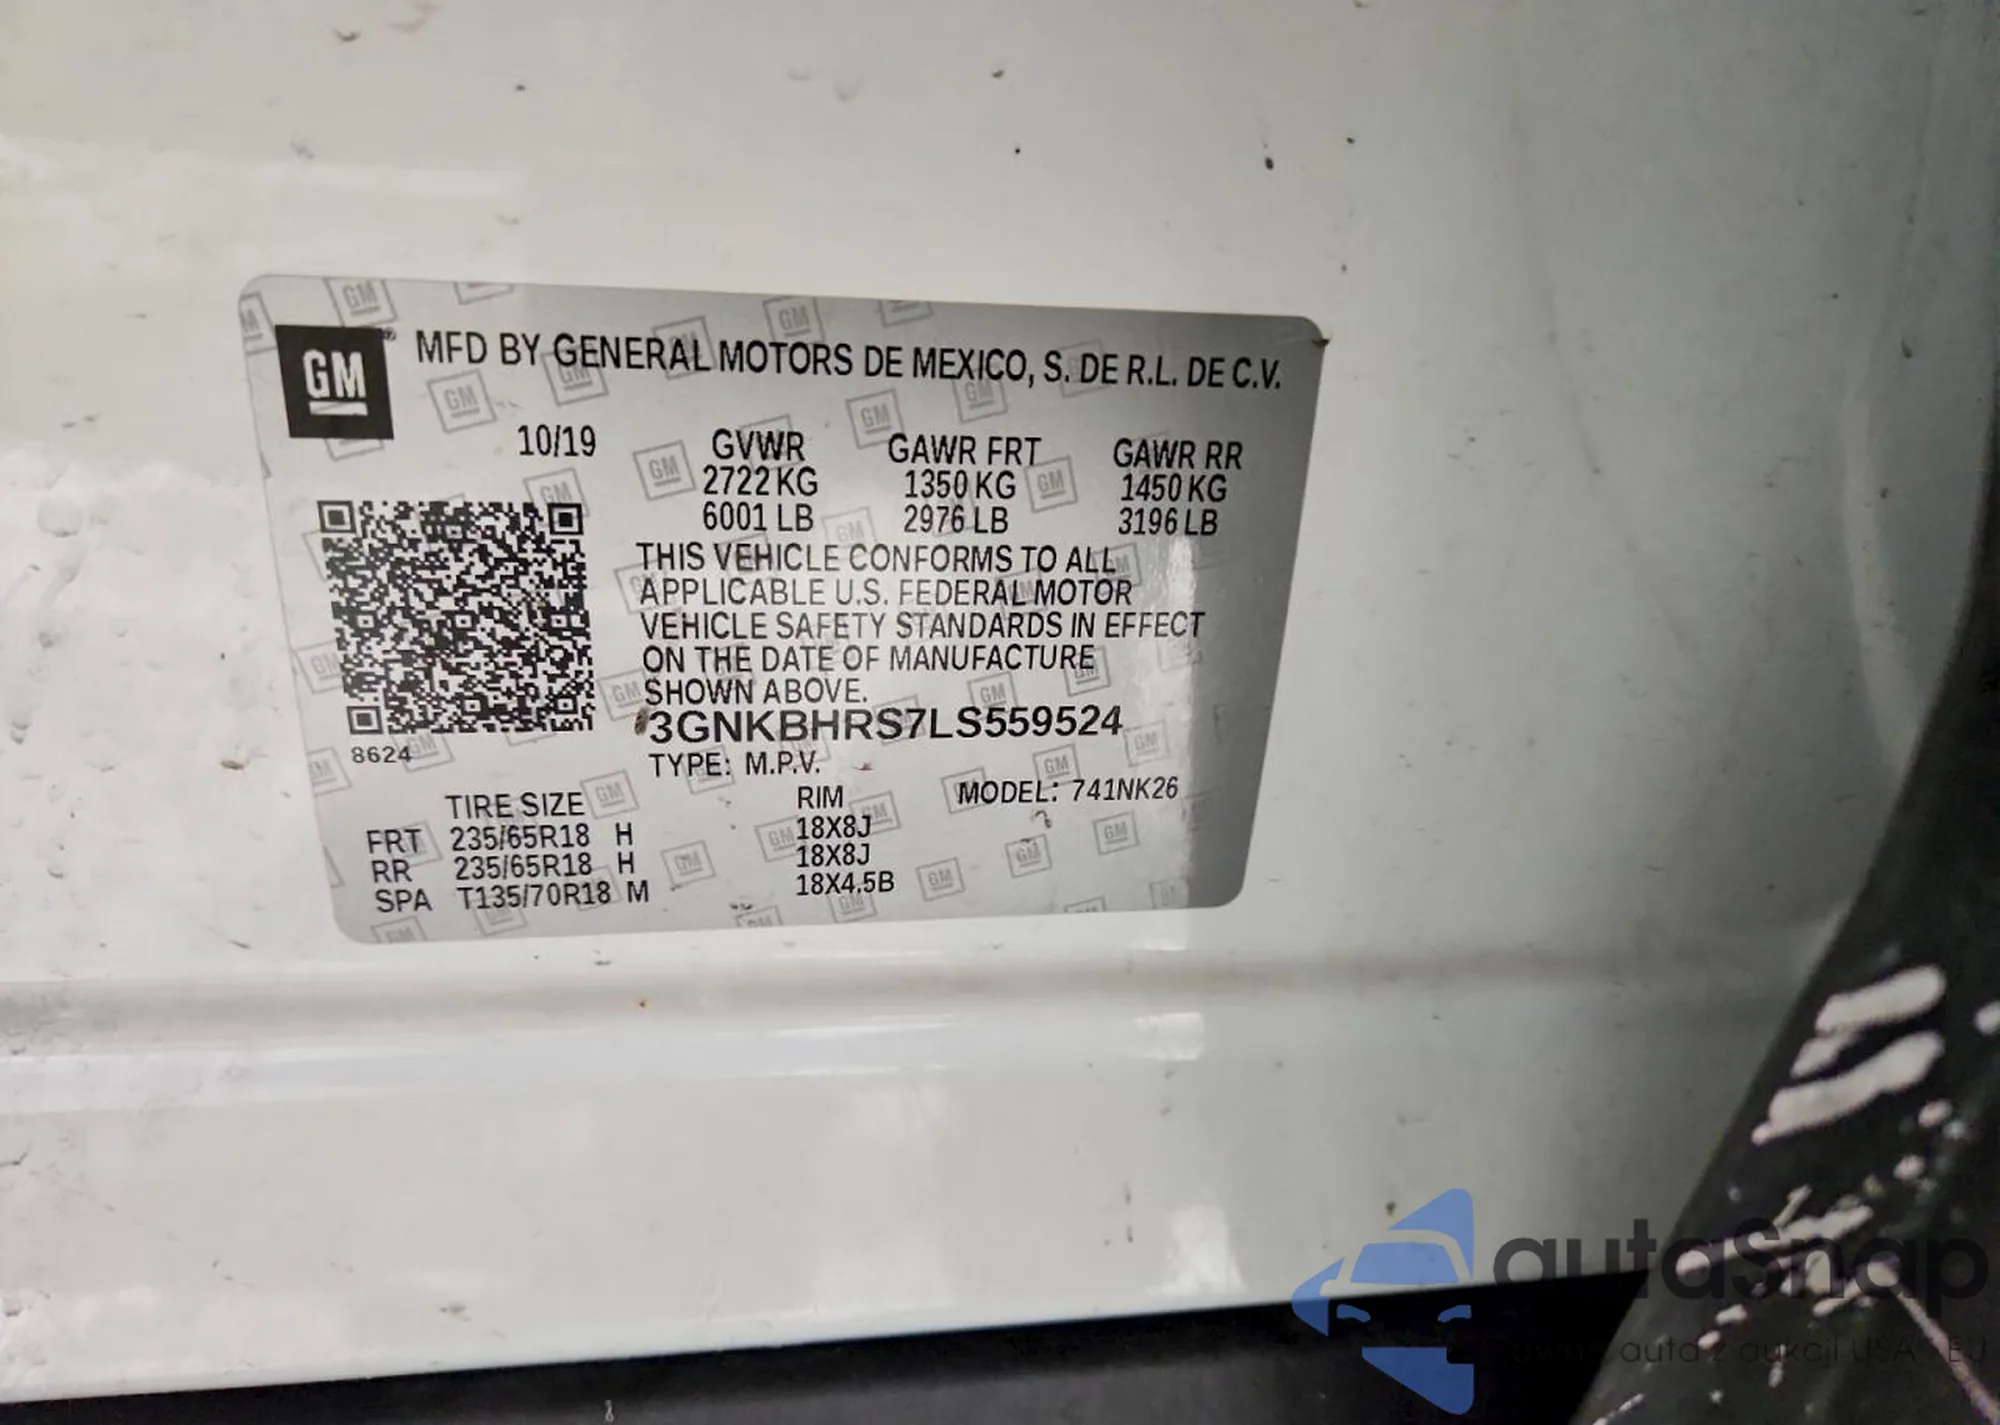 GM
MFD BY GENERAL MOTORS DE MEXICO, S. DE R.L. DE C.V.
10/19
GVWR GAWR FRT GAWR RR
2722 KG 1350 KG 1450 KG
6001 LB 2976 LB 3196 LB
THIS VEHICLE CONFORMS TO ALL
APPLICABLE U.S. FEDERAL MOTOR
VEHICLE SAFETY STANDARDS IN EFFECT
ON THE DATE OF MANUFACTURE
SHOWN ABOVE.
3GNKBHRS7LS559524
8624
TYPE: M.P.V.
MODEL: 741NK26
TIRE SIZE RIM
FRT 235/65R18 H 18X8J
RR 235/65R18 H 18X8J
SPA T135/70R18 M 18X4.5B
autaSnap
auta z aukcji USA